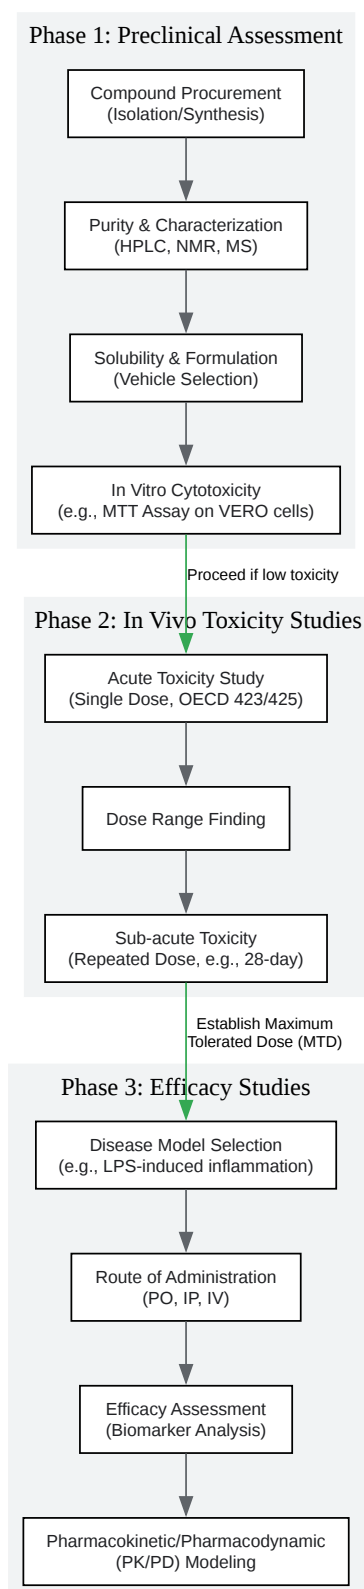 Phase 1: Preclinical Assessment
Compound Procurement
(Isolation/Synthesis)
Purity & Characterization
(HPLC, NMR, MS)
Solubility & Formulation
(Vehicle Selection)
In Vitro Cytotoxicity
(e.g., MTT Assay on VERO cells)
Proceed if low toxicity
Phase 2: In Vivo Toxicity Studies
Acute Toxicity Study
(Single Dose, OECD 423/425)
Dose Range Finding
Sub-acute Toxicity
(Repeated Dose, e.g., 28-day)
Establish Maximum
Tolerated Dose (MTD)
Phase 3: Efficacy Studies
Disease Model Selection
(e.g., LPS-induced inflammation)
Route of Administration
(PO, IP, IV)
Efficacy Assessment
(Biomarker Analysis)
Pharmacokinetic/Pharmacodynamic
(PK/PD) Modeling